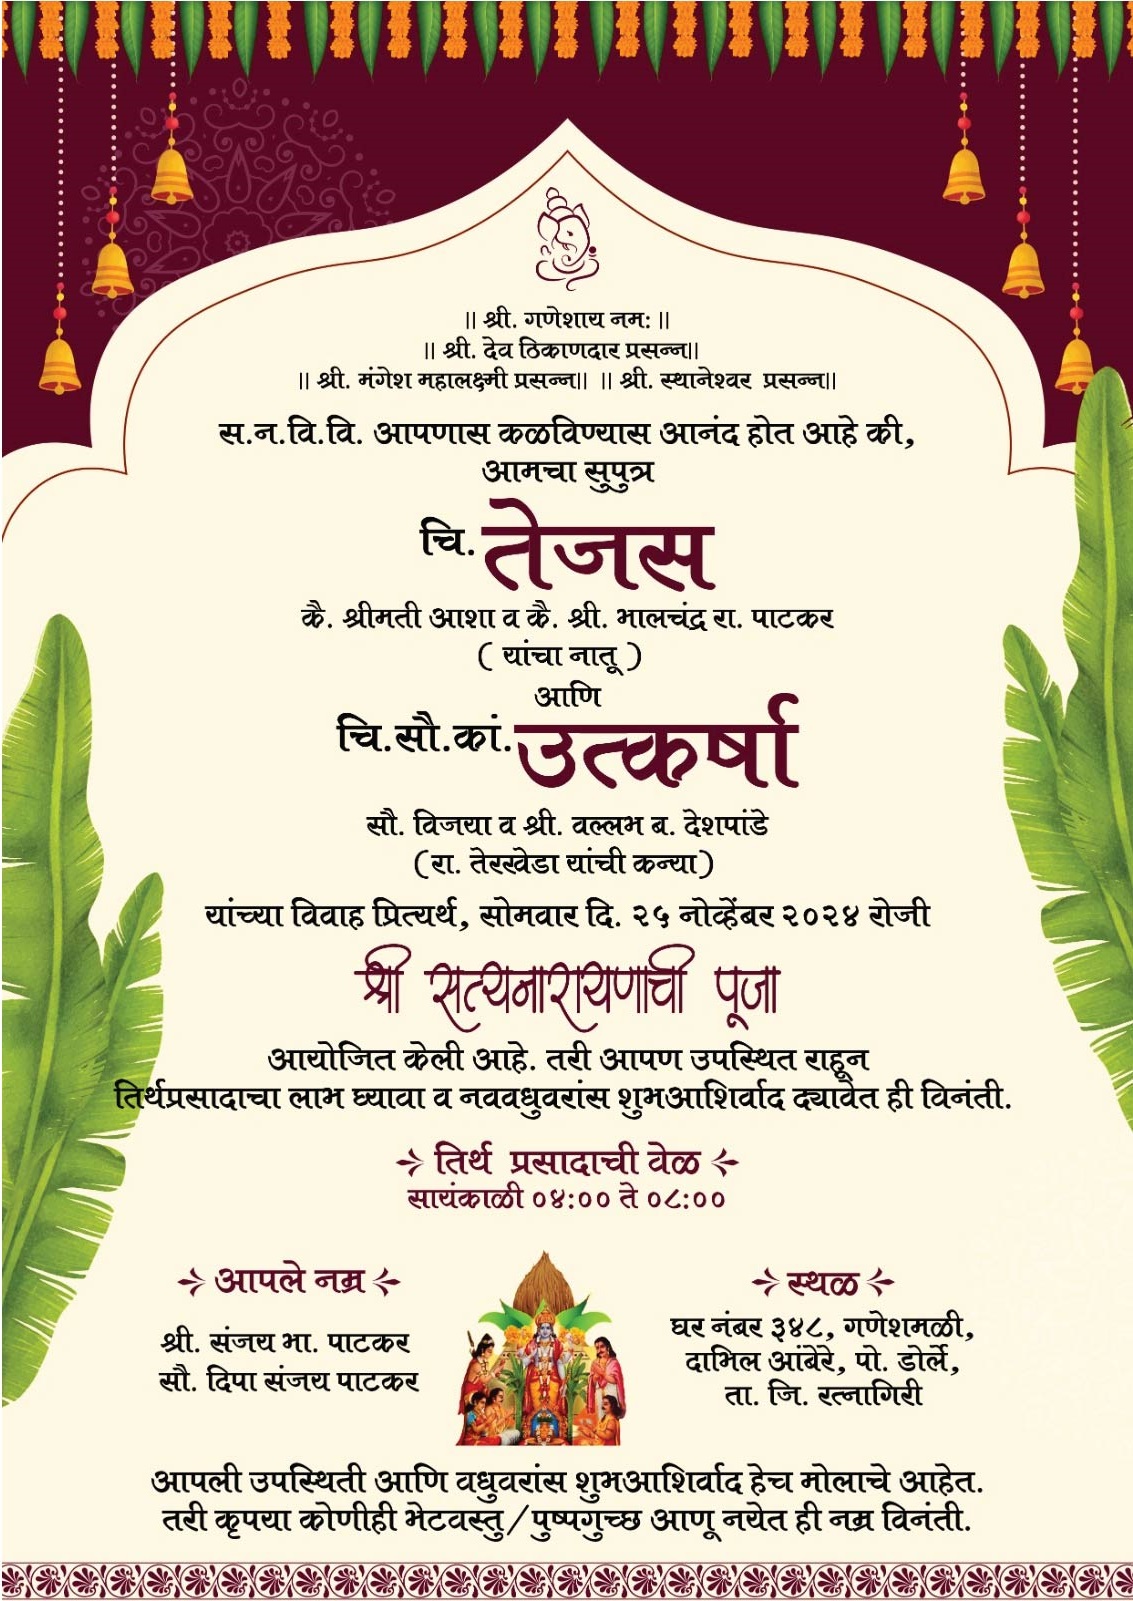 ॥ श्री. गणेशाय नम: ॥
॥ श्री. देव ठिकाणदार प्रसन्न॥
॥ श्री. मंगेश महालक्ष्मी प्रसन्न॥ ॥ श्री. स्थानेश्वर प्रसन्न॥
स.न.वि.वि. आपणास कळविण्यास आनंद होत आहे की,
आमचा सुपुत्र
चि. तेजस
कै. श्रीमती आशा व कै. श्री. भालचंद्र रा. पाटकर
( यांचा नातू )
आणि
चि.सौ.कां. उत्कर्षा
सौ. विजया व श्री. वल्लभ ब. देशपांडे
(रा. तेरखेडा यांची कन्या)
यांच्या विवाह प्रित्यर्थ, सोमवार दि. २५ नोव्हेंबर २०२४ रोजी
श्री सत्यनारायणाची पूजा
आयोजित केली आहे. तरी आपण उपस्थित राहून
तिर्थप्रसादाचा लाभ घ्यावा व नववधुवरांस शुभआशिर्वाद द्यावेत ही विनंती.
तिर्थ प्रसादाची वेळ
सायंकाळी ०४:०० ते ०८:००
आपले नम्र
श्री. संजय भा. पाटकर
सौ. दिपा संजय पाटकर
स्थळ
घर नंबर ३४८, गणेशमळी,
दाभिल आंबेरे, पो. डोर्ले,
ता. जि. रत्नागिरी
आपली उपस्थिती आणि वधुवरांस शुभआशिर्वाद हेच मोलाचे आहेत.
तरी कृपया कोणीही भेटवस्तु/पुष्पगुच्छ आणू नयेत ही नम्र विनंती.